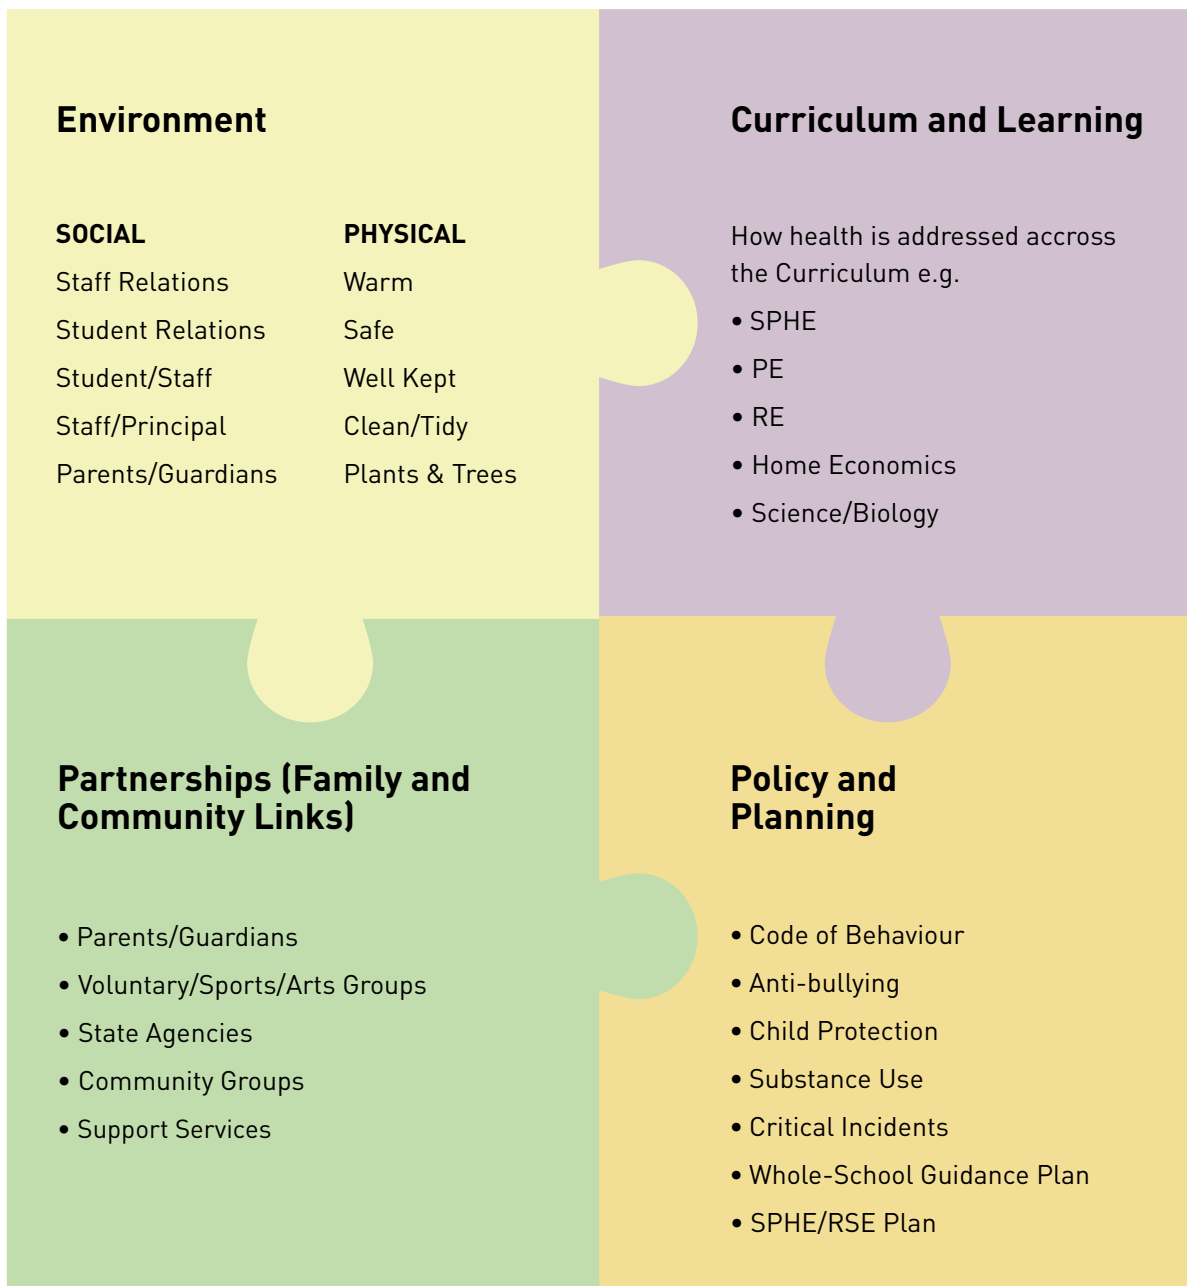 Environment
SOCIAL
Staff Relations
Student Relations
Student/Staff
Staff/Principal
Parents/Guardians
PHYSICAL
Warm
Safe
Well Kept
Clean/Tidy
Plants & Trees
Curriculum and Learning
How health is addressed accross
the Curriculum e.g.
• SPHE
• PE
• RE
• Home Economics
• Science/Biology
Partnerships (Family and
Community Links)
• Parents/Guardians
• Voluntary/Sports/Arts Groups
• State Agencies
• Community Groups
• Support Services
Policy and
Planning
• Code of Behaviour
• Anti-bullying
• Child Protection
• Substance Use
• Critical Incidents
• Whole-School Guidance Plan
• SPHE/RSE Plan